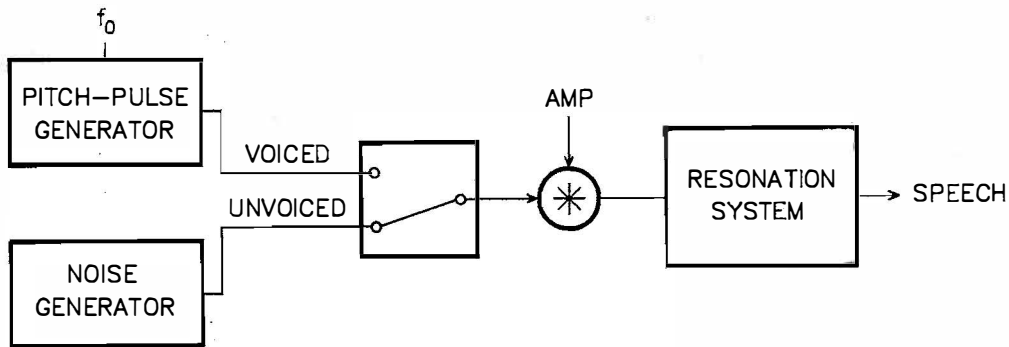 f0
PITCH-PULSE
GENERATOR
VOICED
UNVOICED
NOISE
GENERATOR
AMP
RESONATION
SYSTEM
SPEECH